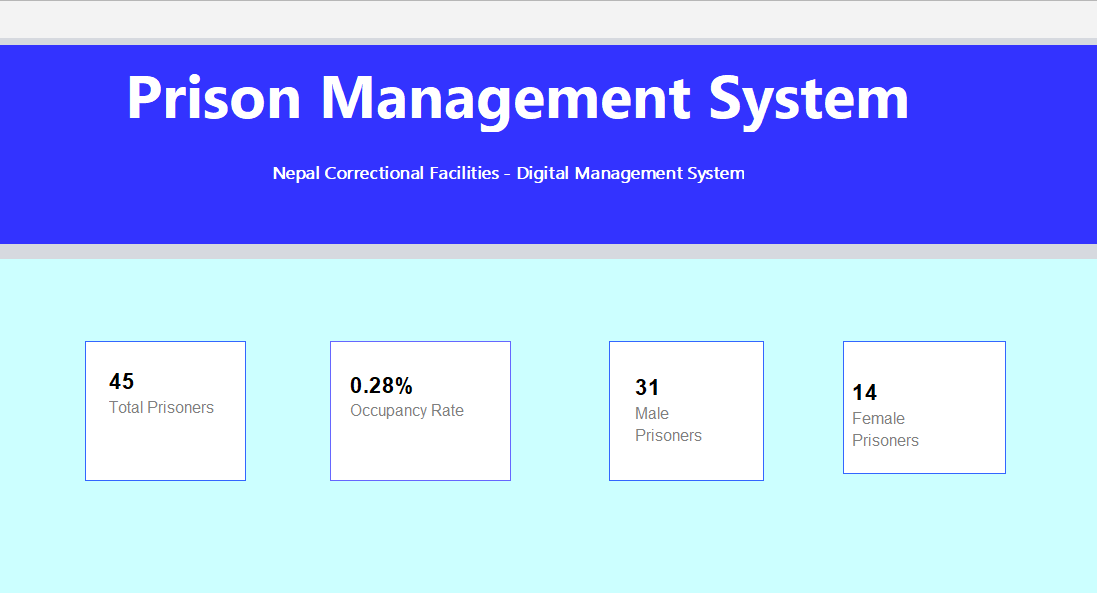 Prison Management System
Nepal Correctional Facilities - Digital Management System
45
Total Prisoners
0.28%
Occupancy Rate
31
Male
Prisoners
14
Female
Prisoners